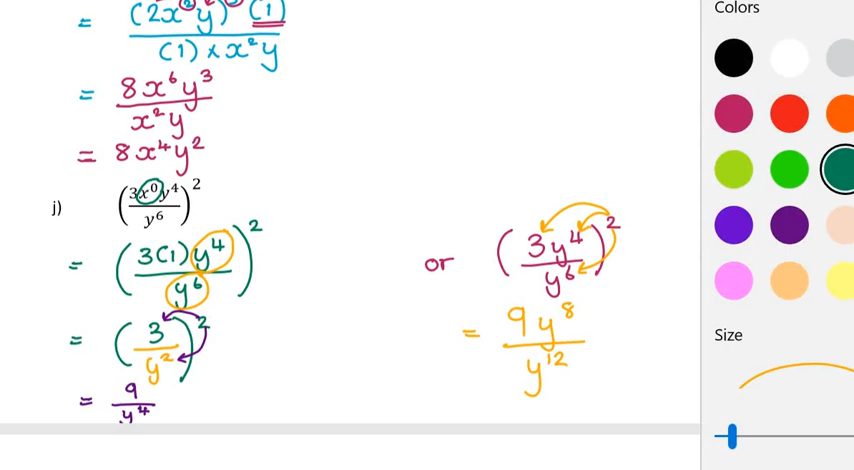 = (2x²y)³ (1) / (1) × x²y
= 8x⁶y³ / x²y
= 8x⁴y²
j) (3x⁰y⁴ / y⁶)²
= (3(1)y⁴ / y⁶)²
= (3 / y²)²
= 9 / y⁴
or (3y⁴ / y⁶)²
= 9y⁸ / y¹²
Colors
Size